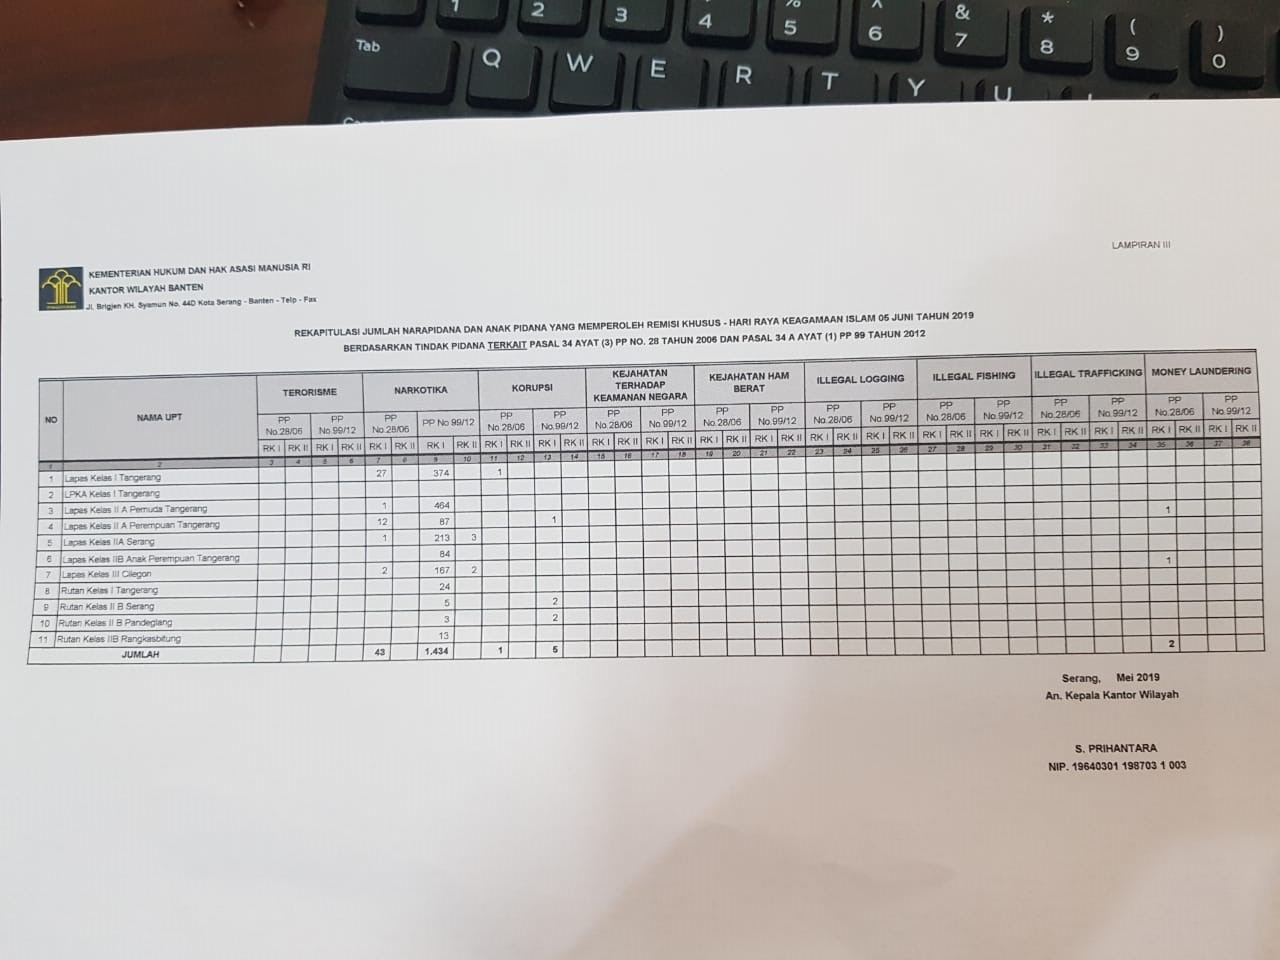 1 2 3 4 5 ^ 6 & 7 * 8 ( 9 ) 0
Tab Q W E R T Y U
LAMPIRAN III
KEMENTERIAN HUKUM DAN HAK ASASI MANUSIA RI
KANTOR WILAYAH BANTEN
Jl. Brigjen KH. Syamun No. 44D Kota Serang - Banten - Telp - Fax
REKAPITULASI JUMLAH NARAPIDANA DAN ANAK PIDANA YANG MEMPEROLEH REMISI KHUSUS - HARI RAYA KEAGAMAAN ISLAM 05 JUNI TAHUN 2019
BERDASARKAN TINDAK PIDANA TERKAIT PASAL 34 AYAT (3) PP NO. 28 TAHUN 2006 DAN PASAL 34 A AYAT (1) PP 99 TAHUN 2012
NO NAMA UPT TERORISME NARKOTIKA KORUPSI KEJAHATAN TERHADAP KEAMANAN NEGARA KEJAHATAN HAM BERAT ILLEGAL LOGGING ILLEGAL FISHING ILLEGAL TRAFFICKING MONEY LAUNDERING
PP No.28/06 PP No.99/12 PP No.28/06 PP No 99/12 PP No.28/06 PP No.99/12 PP No.28/06 PP No.99/12 PP No.28/06 PP No.99/12 PP No.28/06 PP No.99/12 PP No.28/06 PP No.99/12 PP No.28/06 PP No.99/12 PP No.28/06 PP No.99/12
RK I RK II RK I RK II RK I RK II RK I RK II RK I RK II RK I RK II RK I RK II RK I RK II RK I RK II RK I RK II RK I RK II RK I RK II RK I RK II RK I RK II RK I RK II RK I RK II RK I RK II RK I RK II
1 2 3 4 5 6 7 8 9 10 11 12 13 14 15 16 17 18 19 20 21 22 23 24 25 26 27 28 29 30 31 32 33 34 35 36 37 38
1 Lapas Kelas I Tangerang 27 374 1
2 LPKA Kelas I Tangerang
3 Lapas Kelas II A Pemuda Tangerang 1 464 1
4 Lapas Kelas II A Perempuan Tangerang 12 87 1
5 Lapas Kelas IIA Serang 1 213 3
6 Lapas Kelas IIB Anak Perempuan Tangerang 84 1
7 Lapas Kelas III Cilegon 2 167 2
8 Rutan Kelas I Tangerang 24
9 Rutan Kelas II B Serang 5 2
10 Rutan Kelas II B Pandeglang 3 2
11 Rutan Kelas IIB Rangkasbitung 13
JUMLAH 43 1.434 1 5 2
Serang, Mei 2019
An. Kepala Kantor Wilayah
S. PRIHANTARA
NIP. 19640301 198703 1 003